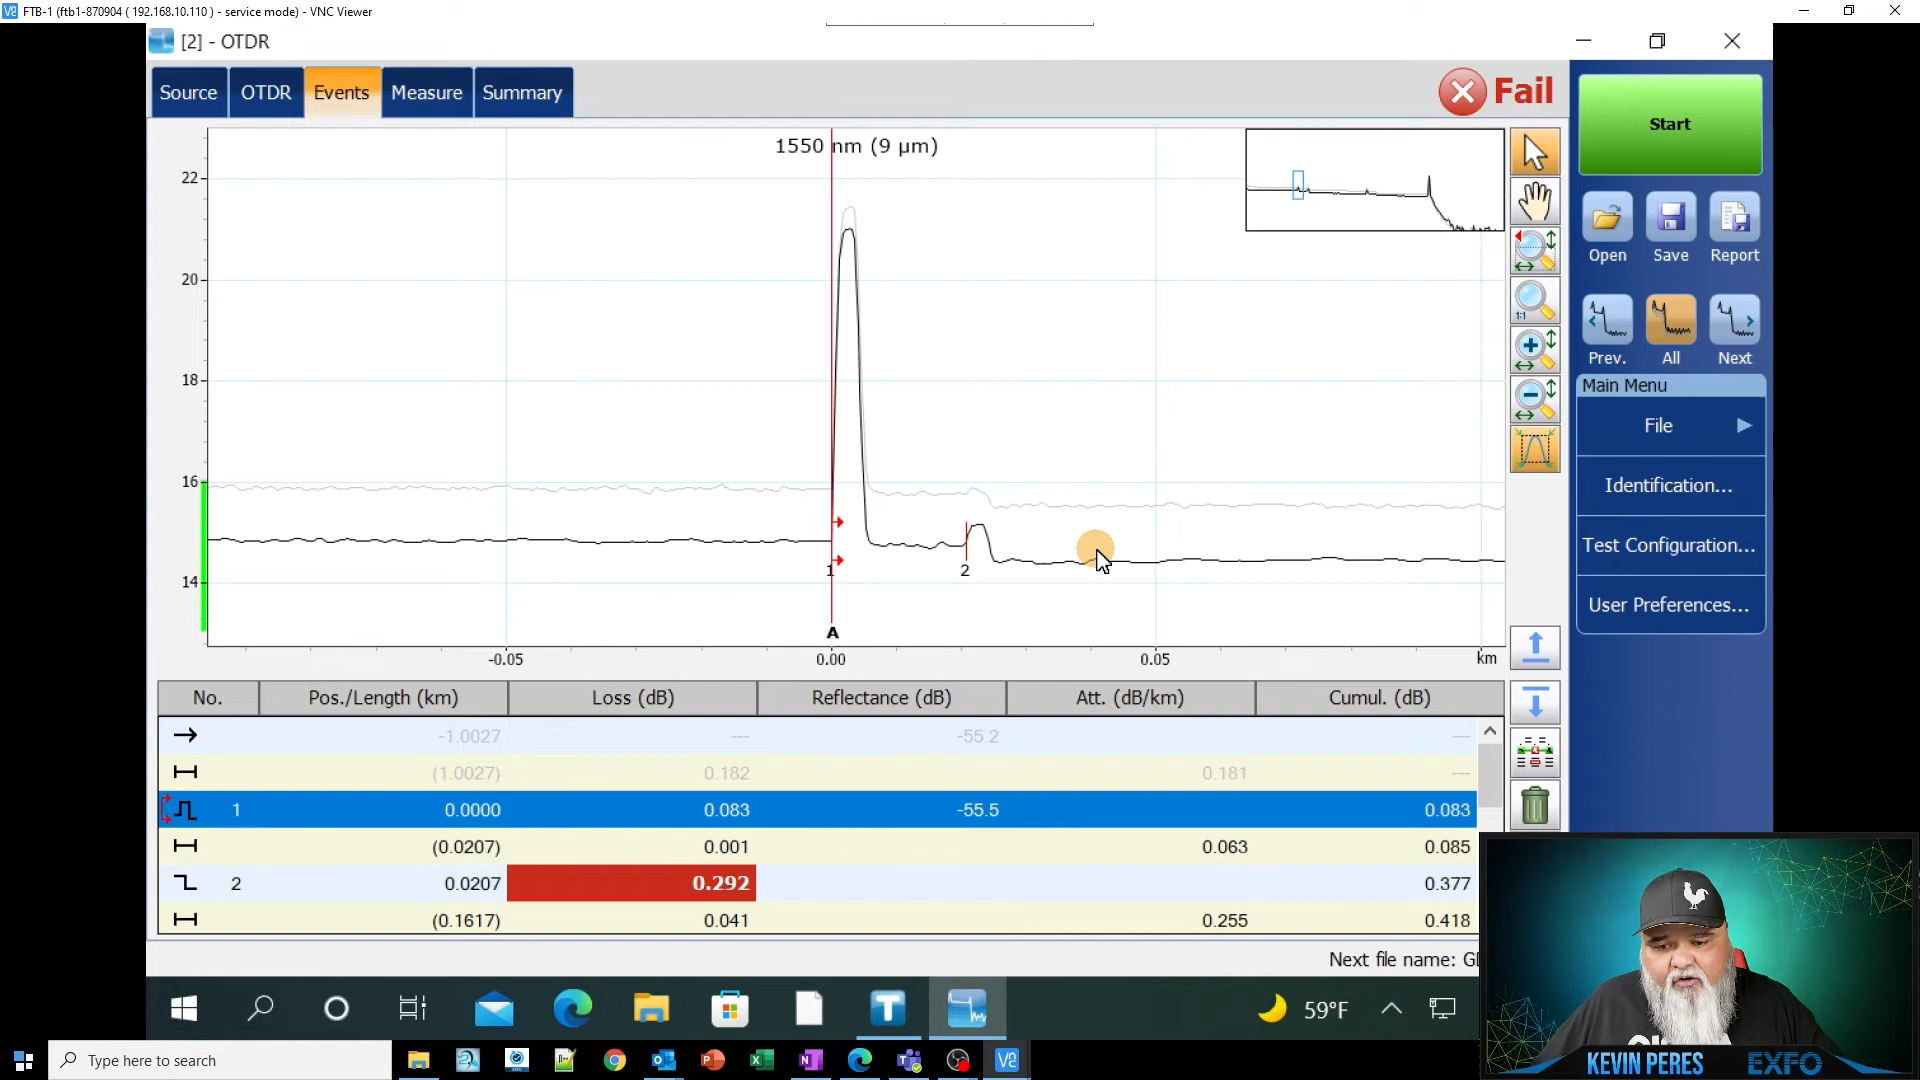 FTB-1 (ftb1-870904 ( 192.168.10.110 ) - service mode) - VNC Viewer
[2] - OTDR
Source OTDR Events Measure Summary
Fail
Start
1550 nm (9 µm)
22
20
18
16
14
1
2
A
-0.05 0.00 0.05 km
Open Save Report
Prev. All Next
Main Menu
File
Identification...
Test Configuration...
User Preferences...
1:1
No. Pos./Length (km) Loss (dB) Reflectance (dB) Att. (dB/km) Cumul. (dB)
-1.0027 --- -55.2 ---
(1.0027) 0.182 0.181 ---
1 0.0000 0.083 -55.5 0.083
(0.0207) 0.001 0.063 0.085
2 0.0207 0.292 0.377
(0.1617) 0.041 0.255 0.418
Next file name:
59°F
Type here to search
KEVIN PERES EXFO